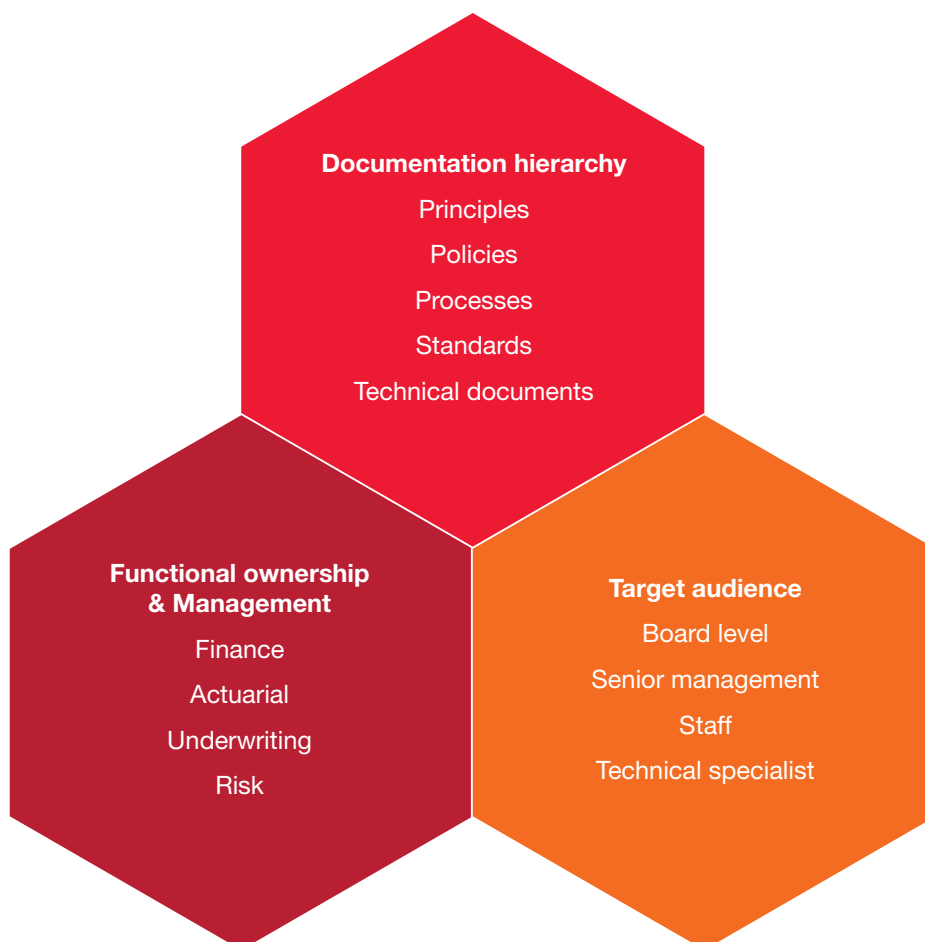 Documentation hierarchy
Principles
Policies
Processes
Standards
Technical documents
Functional ownership
& Management
Finance
Actuarial
Underwriting
Risk
Target audience
Board level
Senior management
Staff
Technical specialist